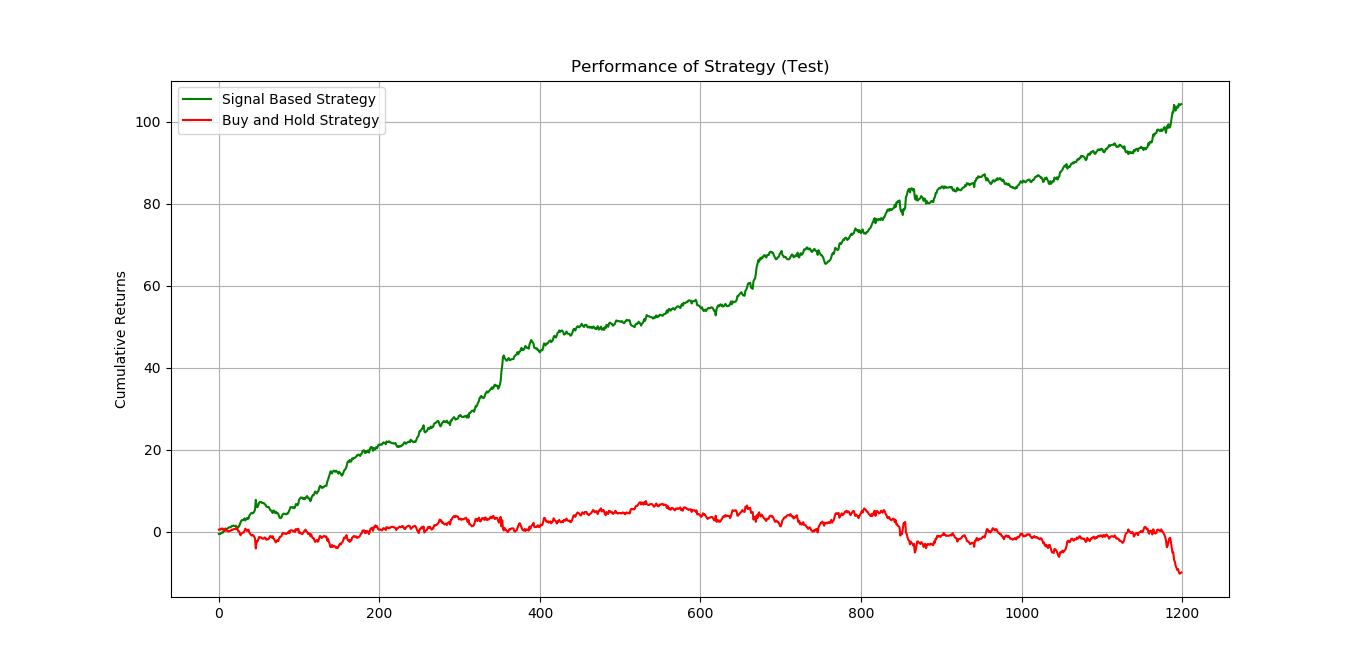 Performance of Strategy (Test)
Signal Based Strategy
Buy and Hold Strategy
Cumulative Returns
100
80
60
40
20
0
0 200 400 600 800 1000 1200